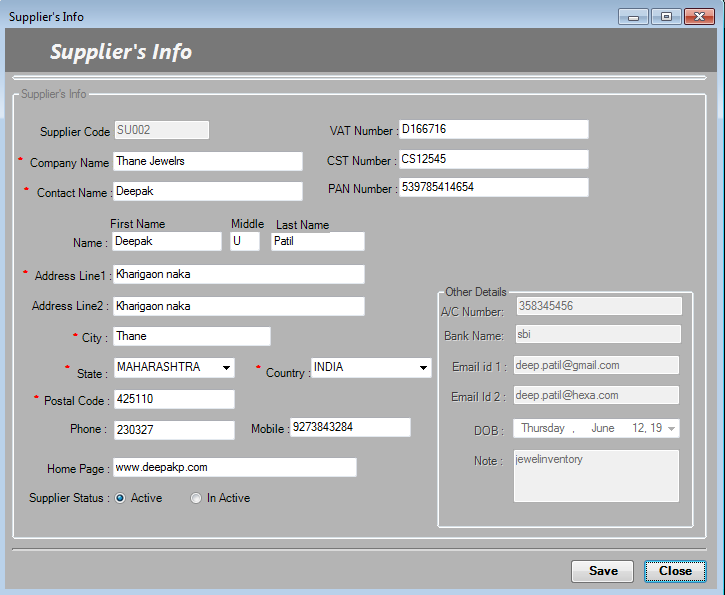 Supplier's Info
Supplier's Info
Supplier's Info
Supplier Code SU002
* Company Name Thane Jewelrs
* Contact Name : Deepak
VAT Number : D166716
CST Number : CS12545
PAN Number : 539785414654
First Name Middle Last Name
Name : Deepak U Patil
* Address Line1 : Kharigaon naka
Address Line2 : Kharigaon naka
* City : Thane
* State : MAHARASHTRA * Country : INDIA
* Postal Code : 425110
Phone : 230327 Mobile : 9273843284
Home Page : www.deepakp.com
Supplier Status : Active In Active
Other Details
A/C Number: 358345456
Bank Name: sbi
Email id 1 : deep.patil@gmail.com
Email Id 2 : deep.patil@hexa.com
DOB : Thursday , June 12, 19
Note : jewelinventory
Save Close